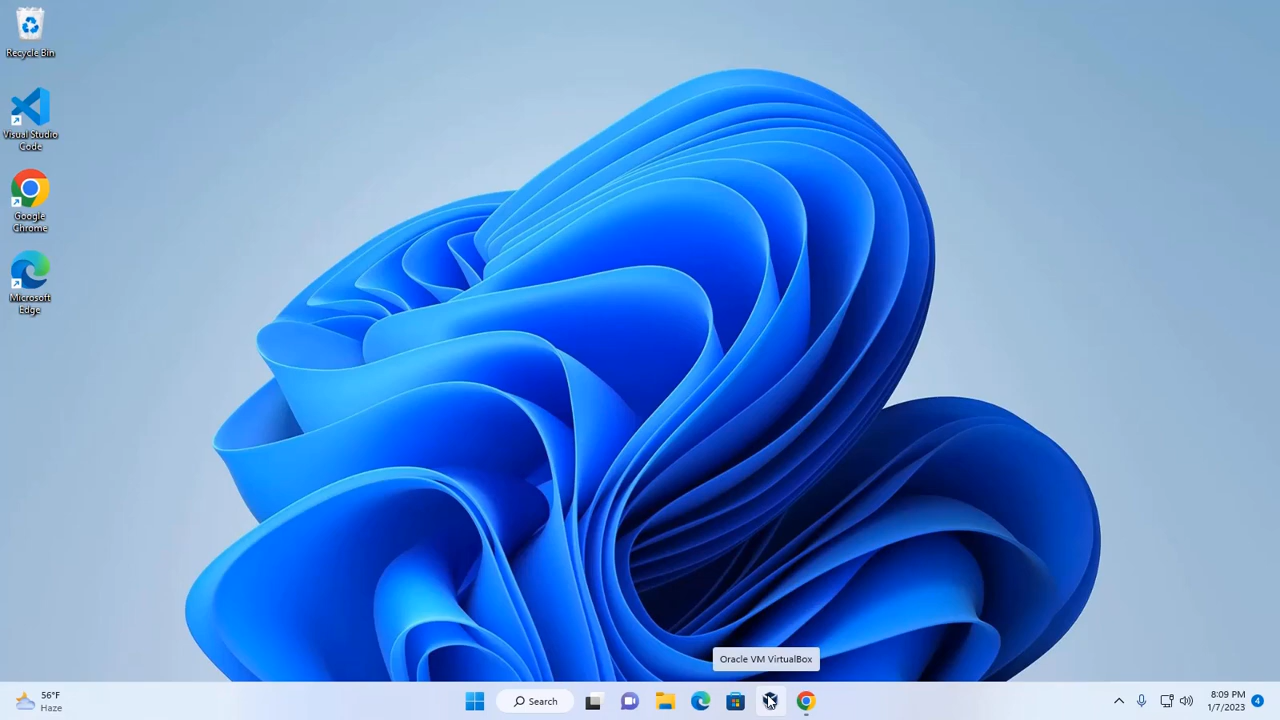 Recycle Bin
Visual Studio
Code
Google
Chrome
Microsoft
Edge
Oracle VM VirtualBox
56°F
Haze
Search
8:09 PM
1/7/2023
4